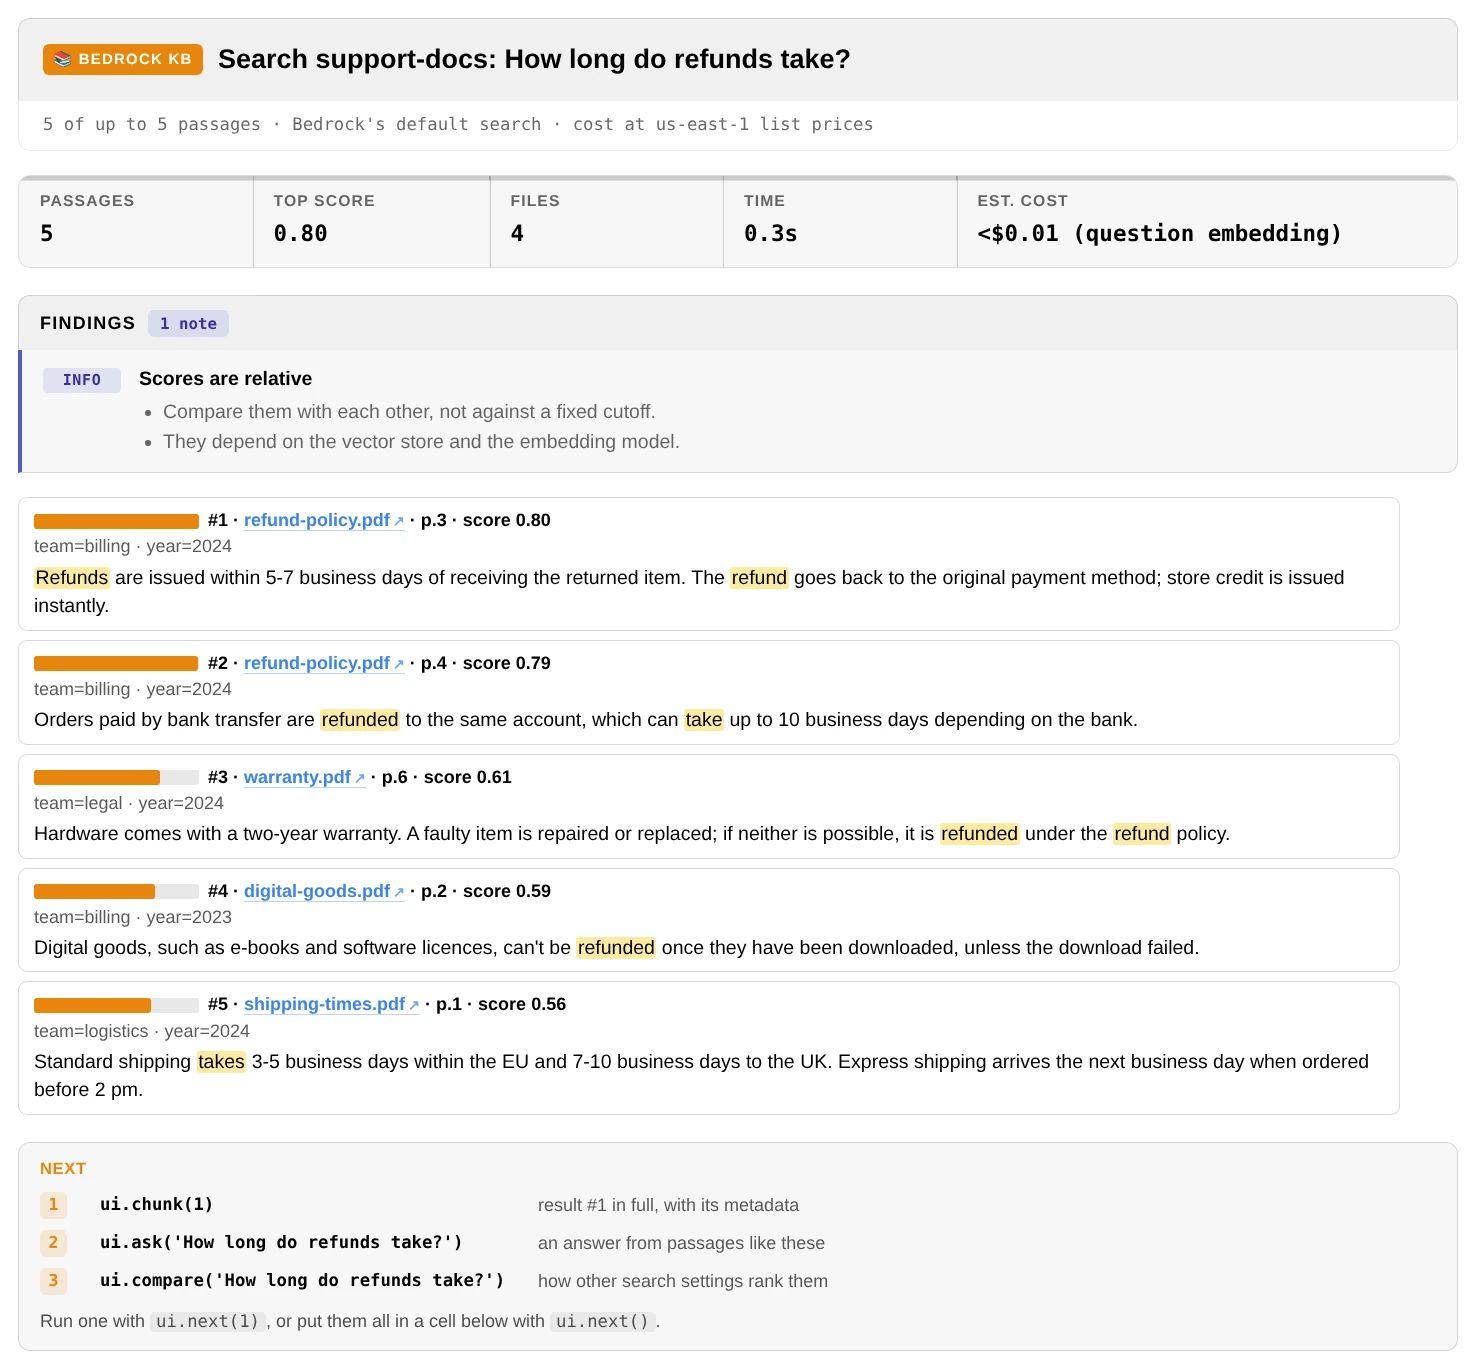 📚 BEDROCK KB Search support-docs: How long do refunds take?
5 of up to 5 passages · Bedrock's default search · cost at us-east-1 list prices
PASSAGES TOP SCORE FILES TIME EST. COST
5 0.80 4 0.3s <$0.01 (question embedding)
FINDINGS 1 note
INFO Scores are relative
• Compare them with each other, not against a fixed cutoff.
• They depend on the vector store and the embedding model.
#1 · refund-policy.pdf ↗ · p.3 · score 0.80
team=billing · year=2024
Refunds are issued within 5-7 business days of receiving the returned item. The refund goes back to the original payment method; store credit is issued
instantly.
#2 · refund-policy.pdf ↗ · p.4 · score 0.79
team=billing · year=2024
Orders paid by bank transfer are refunded to the same account, which can take up to 10 business days depending on the bank.
#3 · warranty.pdf ↗ · p.6 · score 0.61
team=legal · year=2024
Hardware comes with a two-year warranty. A faulty item is repaired or replaced; if neither is possible, it is refunded under the refund policy.
#4 · digital-goods.pdf ↗ · p.2 · score 0.59
team=billing · year=2023
Digital goods, such as e-books and software licences, can't be refunded once they have been downloaded, unless the download failed.
#5 · shipping-times.pdf ↗ · p.1 · score 0.56
team=logistics · year=2024
Standard shipping takes 3-5 business days within the EU and 7-10 business days to the UK. Express shipping arrives the next business day when ordered
before 2 pm.
NEXT
1 ui.chunk(1) result #1 in full, with its metadata
2 ui.ask('How long do refunds take?') an answer from passages like these
3 ui.compare('How long do refunds take?') how other search settings rank them
Run one with ui.next(1), or put them all in a cell below with ui.next().